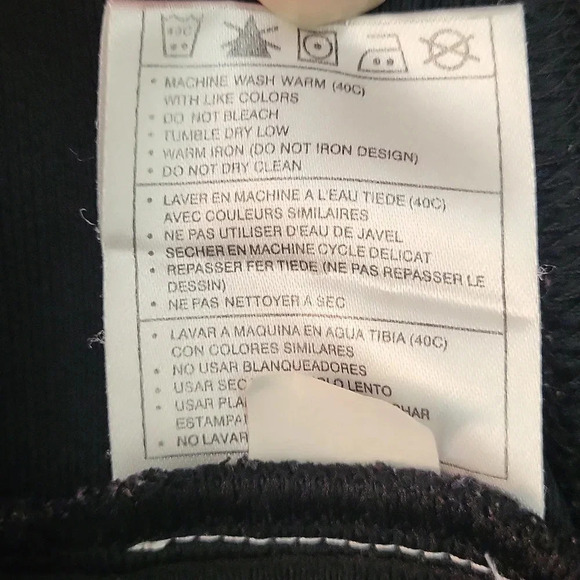 40C
• MACHINE WASH WARM (40C)
WITH LIKE COLORS
• DO NOT BLEACH
• TUMBLE DRY LOW
• WARM IRON (DO NOT IRON DESIGN)
• DO NOT DRY CLEAN
• LAVER EN MACHINE A L'EAU TIEDE (40C)
AVEC COULEURS SIMILAIRES
• NE PAS UTILISER D'EAU DE JAVEL
• SECHER EN MACHINE CYCLE DELICAT
• REPASSER FER TIEDE (NE PAS REPASSER LE
DESSIN)
• NE PAS NETTOYER A SEC
• LAVAR A MAQUINA EN AGUA TIBIA (40C)
CON COLORES SIMILARES
• NO USAR BLANQUEADORES
• USAR LENTO
• USAR
• NO LAVAR